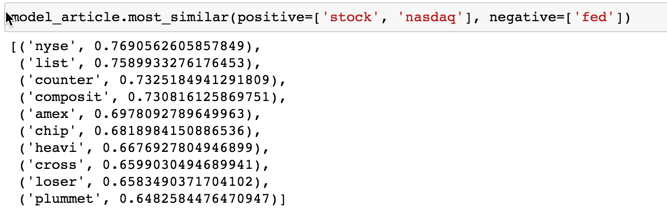 model_article.most_similar(positive=['stock', 'nasdaq'], negative=['fed'])
[('nyse', 0.7690562605857849),
('list', 0.7589933276176453),
('counter', 0.7325184941291809),
('composit', 0.730816125869751),
('amex', 0.6978092789649963),
('chip', 0.6818984150886536),
('heavi', 0.6676927804946899),
('cross', 0.6599030494689941),
('loser', 0.6583490371704102),
('plummet', 0.6482584476470947)]